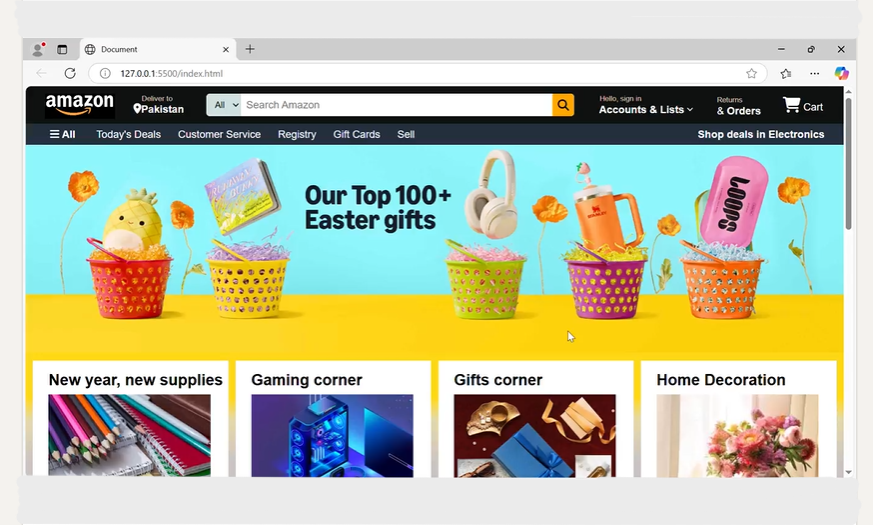 Document
127.0.0.1:5500/index.html
amazon
Deliver to
Pakistan
All
Search Amazon
Hello, sign in
Accounts & Lists
Returns
& Orders
Cart
All
Today's Deals
Customer Service
Registry
Gift Cards
Sell
Shop deals in Electronics
Our Top 100+
Easter gifts
STANLEY
LOOPS
New year, new supplies
Gaming corner
Gifts corner
Home Decoration